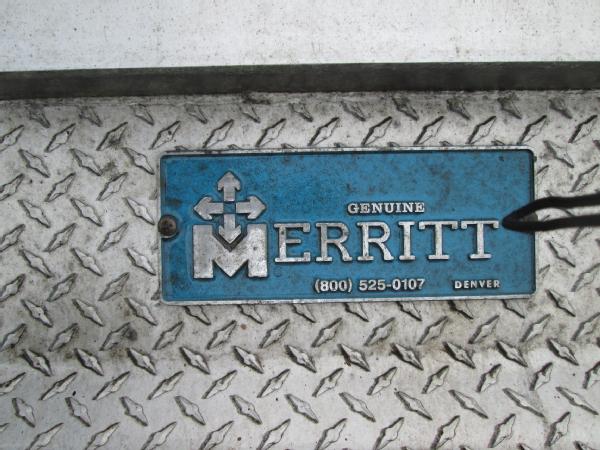 GENUINE
MERRITT
(800) 525-0107 DENVER